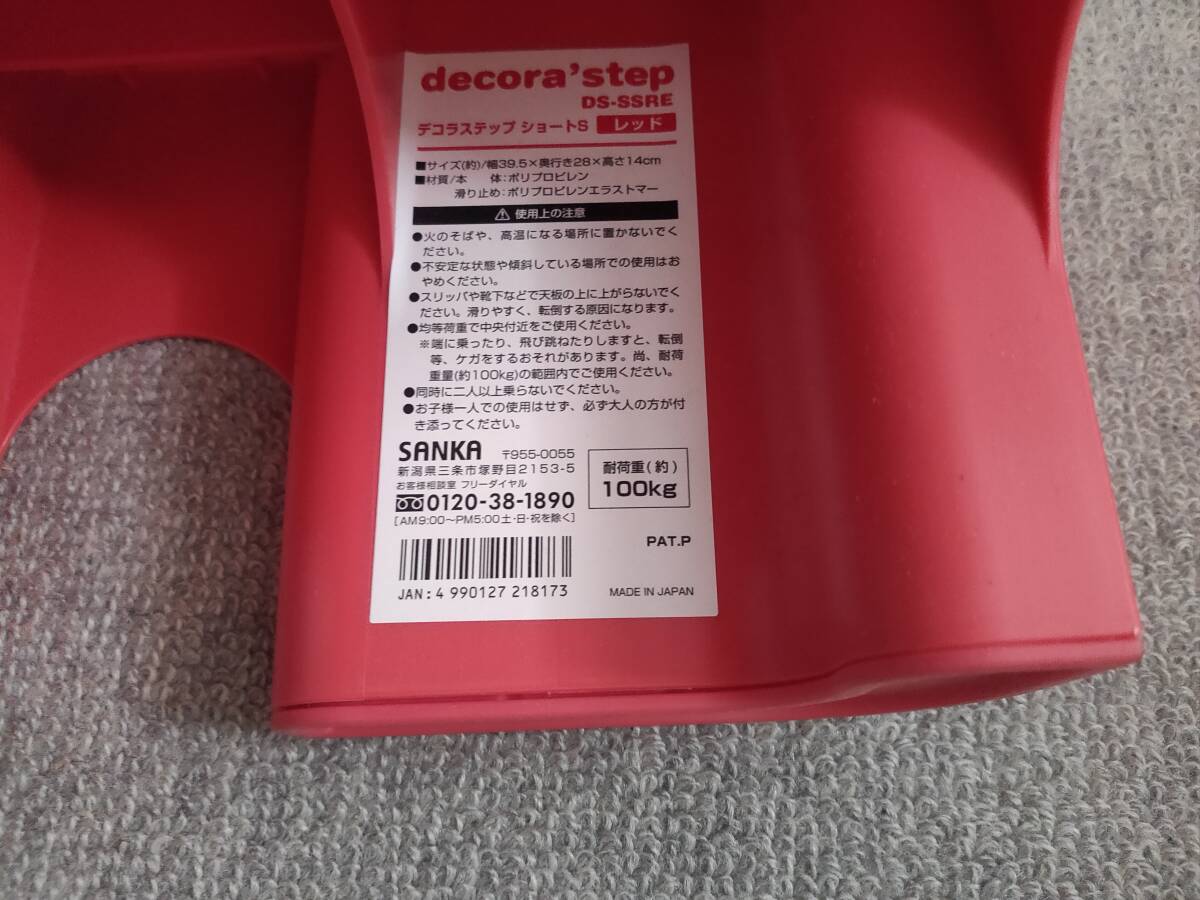 decora'step
DS-SSRE
デコラステップ ショートS レッド
■サイズ(約)/幅39.5×奥行き28×高さ14cm
■材質/本　体:ポリプロピレン
滑り止め:ポリプロピレンエラストマー
⚠ 使用上の注意
●火のそばや、高温になる場所に置かないでく
ださい。
●不安定な状態や傾斜している場所での使用はお
やめください。
●スリッパや靴下などで天板の上に上がらないでく
ださい。滑りやすく、転倒する原因になります。
●均等荷重で中央付近をご使用ください。
※端に乗ったり、飛び跳ねたりしますと、転倒
等、ケガをするおそれがあります。尚、耐荷
重量(約100kg)の範囲内でご使用ください。
●同時に二人以上乗らないでください。
●お子様一人での使用はせず、必ず大人の方が付
き添ってください。
SANKA 〒955-0055
新潟県三条市塚野目2153-5
お客様相談室 フリーダイヤル
0120-38-1890
[AM9:00〜PM5:00土・日・祝を除く]
耐荷重(約)
100kg
PAT.P
JAN:4 990127 218173
MADE IN JAPAN